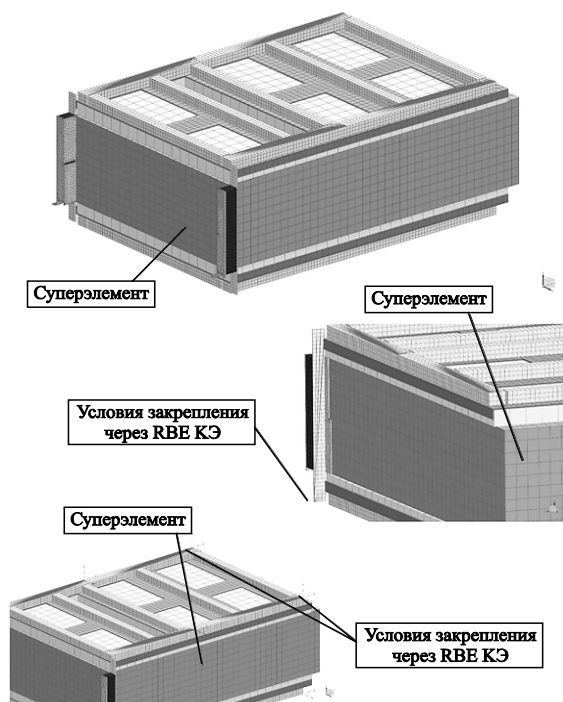 Суперэлемент
Суперэлемент
Условия закрепления
через RBE КЭ
Суперэлемент
Условия закрепления
через RBE КЭ